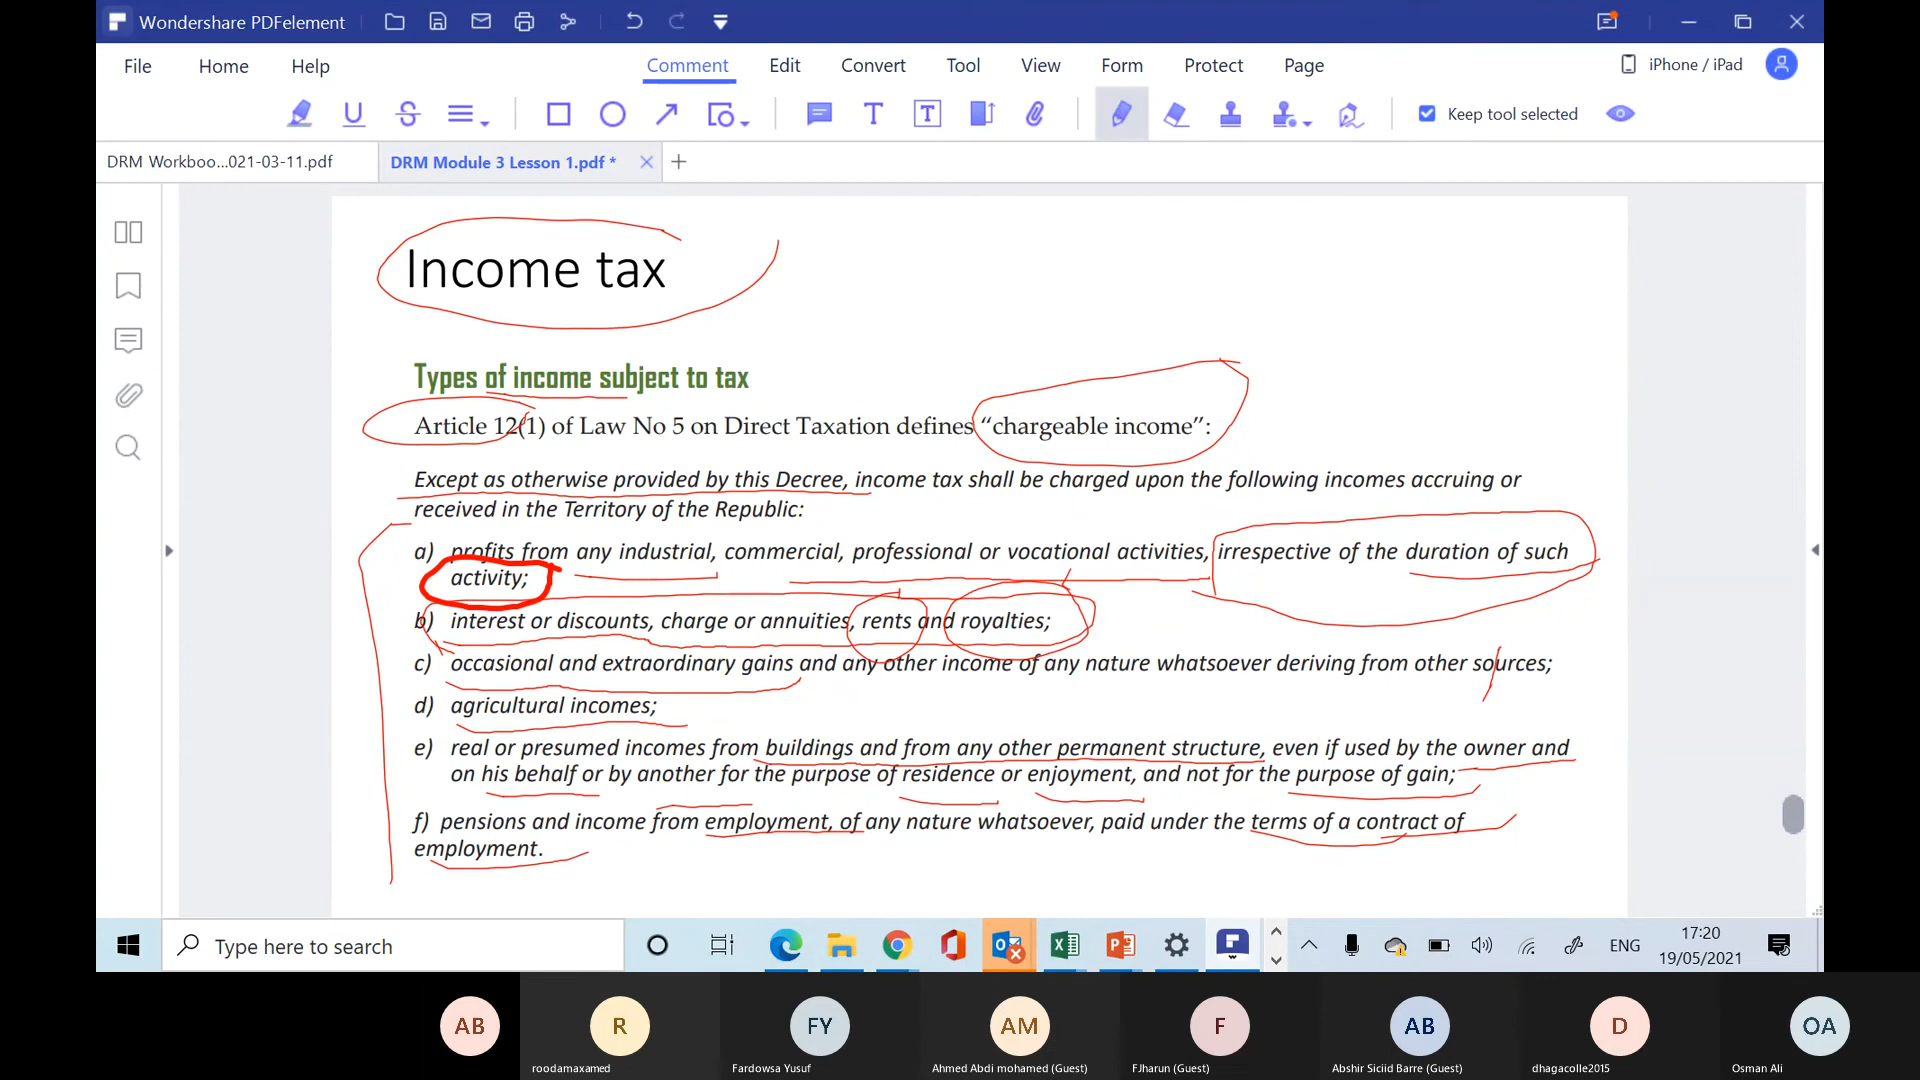 Wondershare PDFelement
File Home Help Comment Edit Convert Tool View Form Protect Page iPhone / iPad
Keep tool selected
DRM Workboo...021-03-11.pdf DRM Module 3 Lesson 1.pdf *
Income tax
Types of income subject to tax
Article 12(1) of Law No 5 on Direct Taxation defines “chargeable income”:
Except as otherwise provided by this Decree, income tax shall be charged upon the following incomes accruing or
received in the Territory of the Republic:
a) profits from any industrial, commercial, professional or vocational activities, irrespective of the duration of such
activity;
b) interest or discounts, charge or annuities, rents and royalties;
c) occasional and extraordinary gains and any other income of any nature whatsoever deriving from other sources;
d) agricultural incomes;
e) real or presumed incomes from buildings and from any other permanent structure, even if used by the owner and
on his behalf or by another for the purpose of residence or enjoyment, and not for the purpose of gain;
f) pensions and income from employment, of any nature whatsoever, paid under the terms of a contract of
employment.
Type here to search
ENG
17:20
19/05/2021
AB R FY AM F AB D OA
roodamaxamed Fardowsa Yusuf Ahmed Abdi mohamed (Guest) FJharun (Guest) Abshir Siciid Barre (Guest) dhagacolle2015 Osman Ali